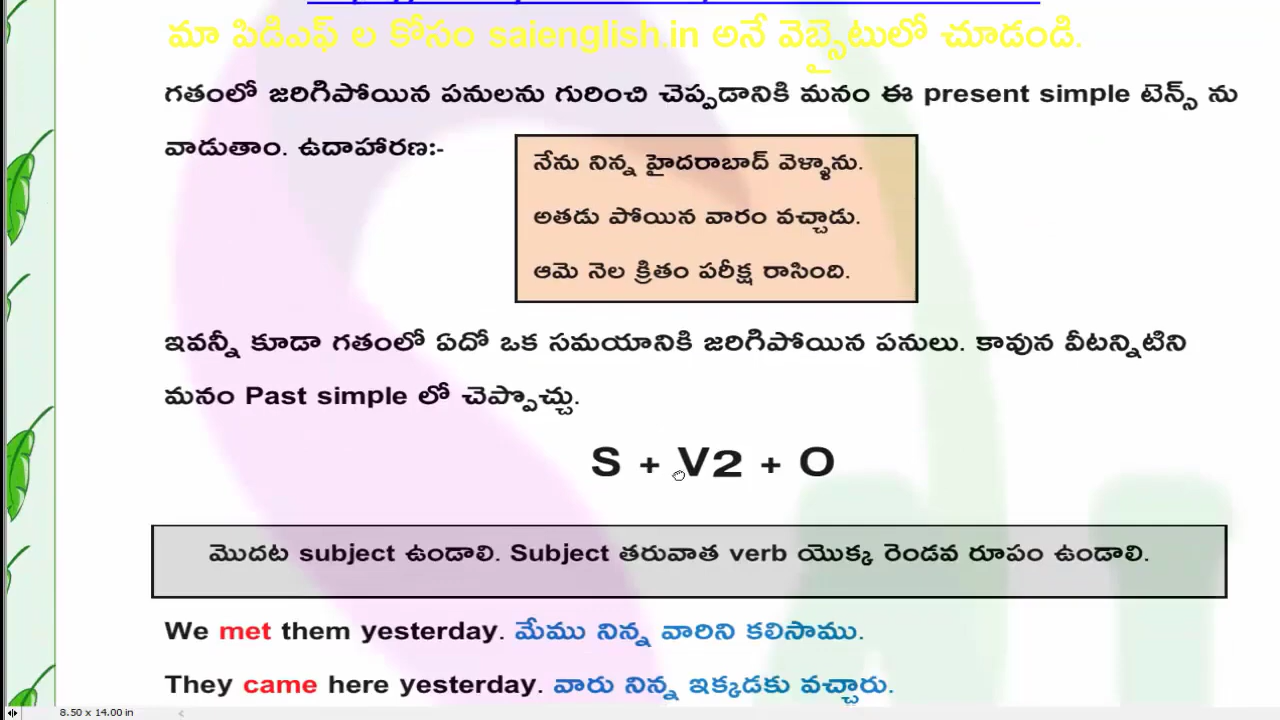 మా పిడిఎఫ్ ల కోసం saienglish.in అనే వెబ్సైటులో చూడండి.
గతంలో జరిగిపోయిన పనులను గురించి చెప్పడానికి మనం ఈ present simple టెన్స్ ను
వాడుతాం. ఉదాహారణ:-
నేను నిన్న హైదరాబాద్ వెళ్ళాను.
అతడు పోయిన వారం వచ్చాడు.
ఆమె నెల క్రితం పరీక్ష రాసింది.
ఇవన్నీ కూడా గతంలో ఏదో ఒక సమయానికి జరిగిపోయిన పనులు. కావున వీటన్నిటిని
మనం Past simple లో చెప్పొచ్చు.
S + V2 + O
మొదట subject ఉండాలి. Subject తరువాత verb యొక్క రెండవ రూపం ఉండాలి.
We met them yesterday. మేము నిన్న వారిని కలిసాము.
They came here yesterday. వారు నిన్న ఇక్కడకు వచ్చారు.
8.50 x 14.00 in